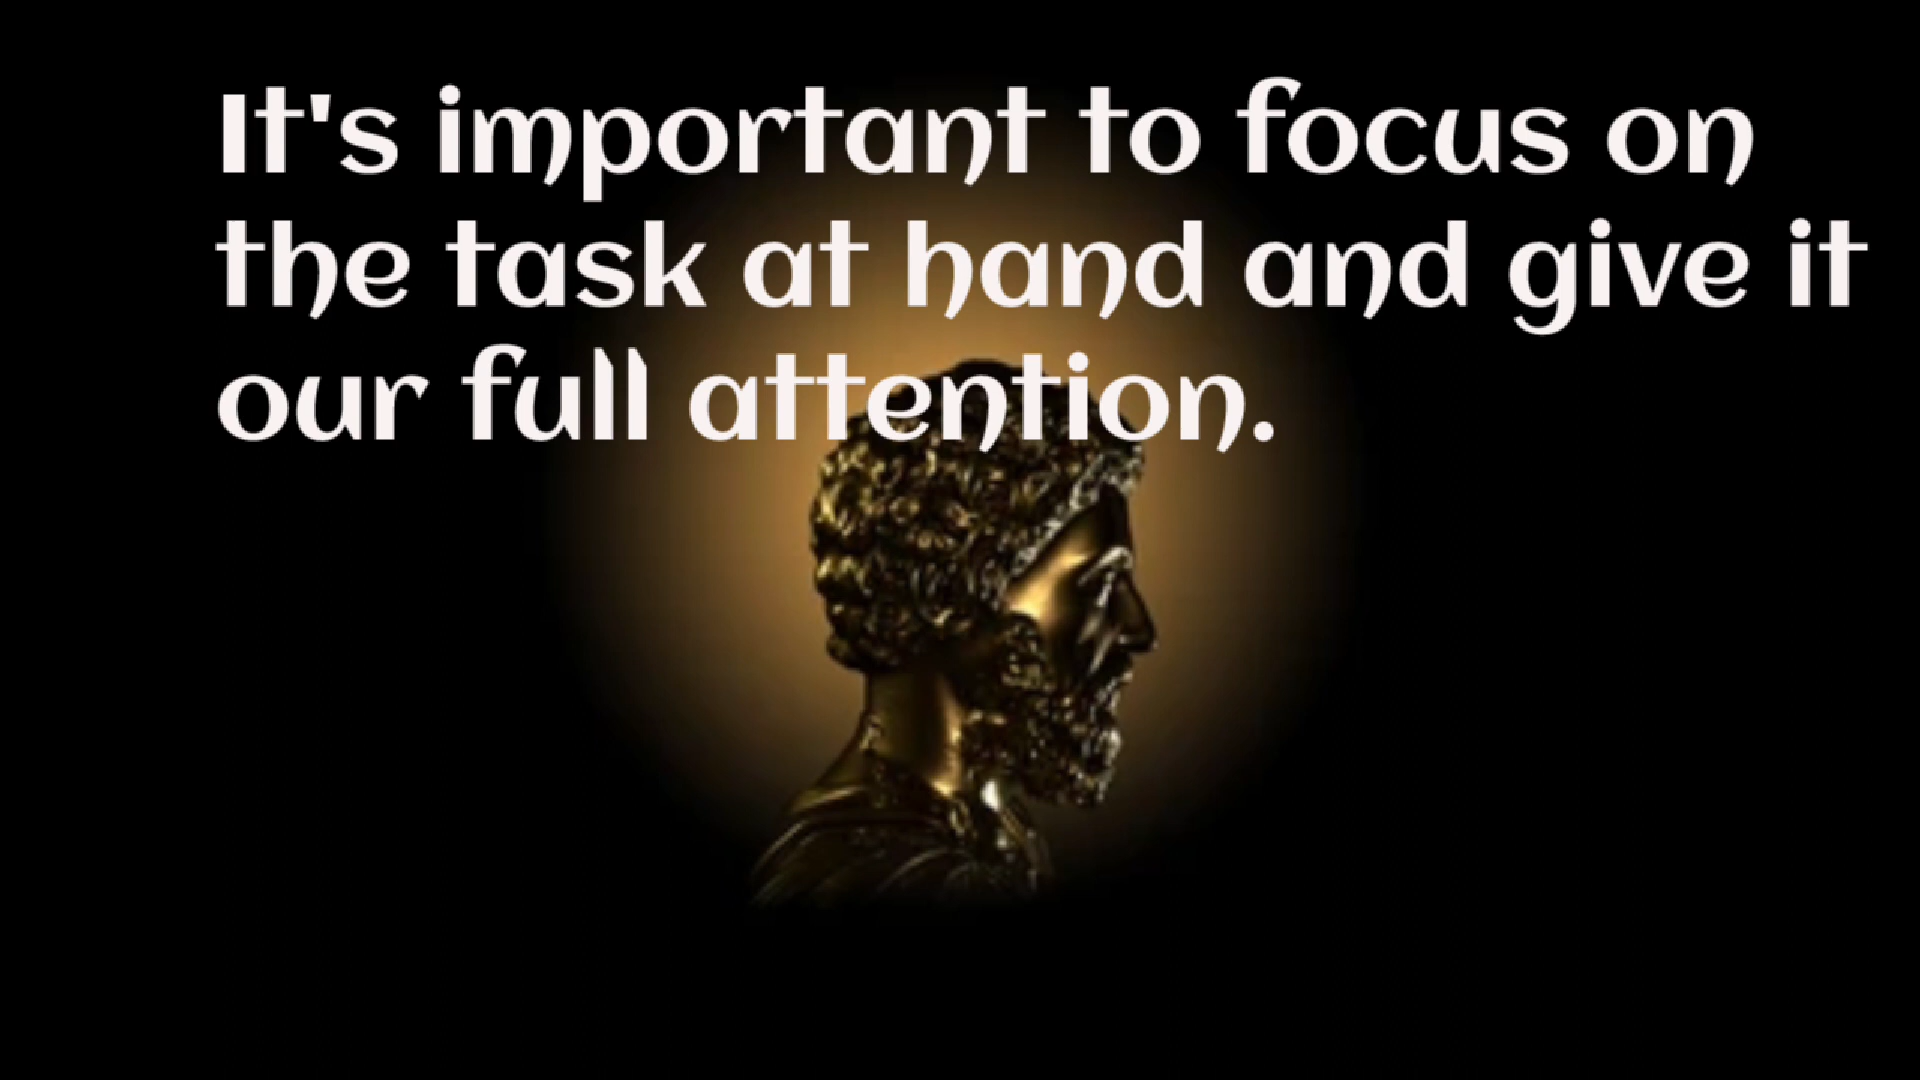 It's important to focus on
the task at hand and give it
our full attention.